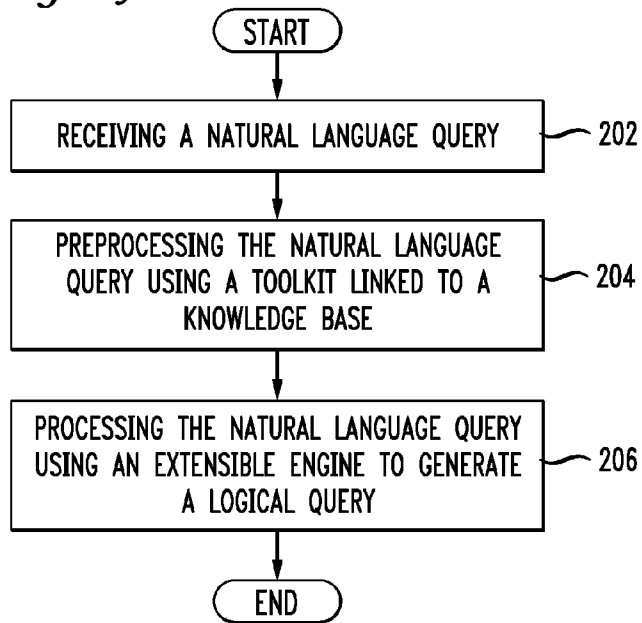 START
RECEIVING A NATURAL LANGUAGE QUERY
202
PREPROCESSING THE NATURAL LANGUAGE
QUERY USING A TOOLKIT LINKED TO A
KNOWLEDGE BASE
204
PROCESSING THE NATURAL LANGUAGE QUERY
USING AN EXTENSIBLE ENGINE TO GENERATE
A LOGICAL QUERY
206
END